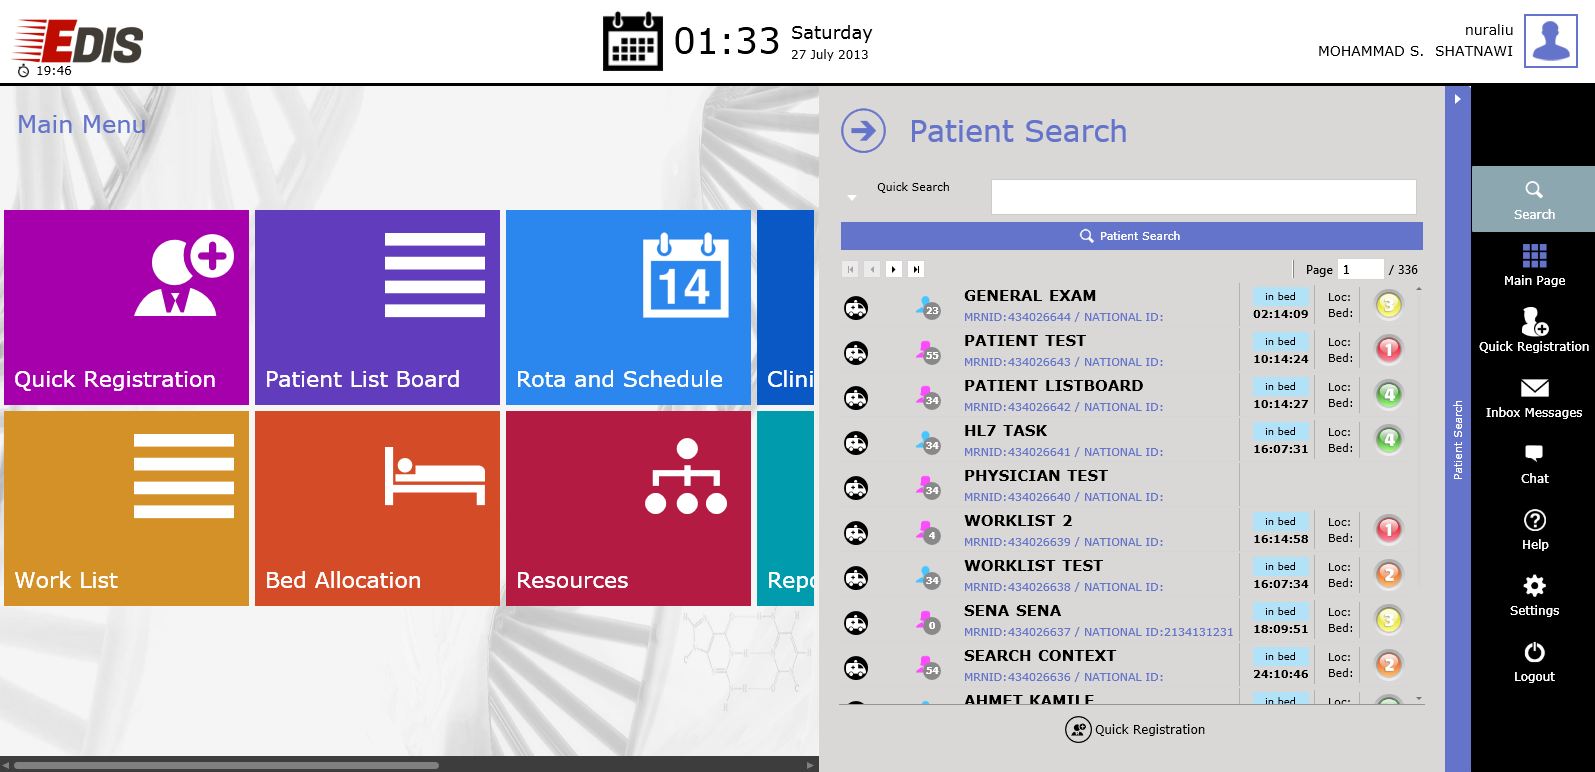 EDIS
19:46
01:33
Saturday
27 July 2013
nuraliu
MOHAMMAD S. SHATNAWI
Main Menu
Quick Registration
Patient List Board
14
Rota and Schedule
Clini
Work List
Bed Allocation
Resources
Repo
Patient Search
Quick Search
Patient Search
Page 1 / 336
23
GENERAL EXAM
MRNID:434026644 / NATIONAL ID:
in bed
02:14:09
Loc:
Bed:
3
55
PATIENT TEST
MRNID:434026643 / NATIONAL ID:
in bed
10:14:24
Loc:
Bed:
1
34
PATIENT LISTBOARD
MRNID:434026642 / NATIONAL ID:
in bed
10:14:27
Loc:
Bed:
4
34
HL7 TASK
MRNID:434026641 / NATIONAL ID:
in bed
16:07:31
Loc:
Bed:
4
34
PHYSICIAN TEST
MRNID:434026640 / NATIONAL ID:
4
WORKLIST 2
MRNID:434026639 / NATIONAL ID:
in bed
16:14:58
Loc:
Bed:
1
34
WORKLIST TEST
MRNID:434026638 / NATIONAL ID:
in bed
16:07:34
Loc:
Bed:
2
0
SENA SENA
MRNID:434026637 / NATIONAL ID:2134131231
in bed
18:09:51
Loc:
Bed:
3
54
SEARCH CONTEXT
MRNID:434026636 / NATIONAL ID:
in bed
24:10:46
Loc:
Bed:
2
AHMET KAMILE
in bed
Loc:
Quick Registration
Patient Search
Search
Main Page
Quick Registration
Inbox Messages
Chat
Help
Settings
Logout